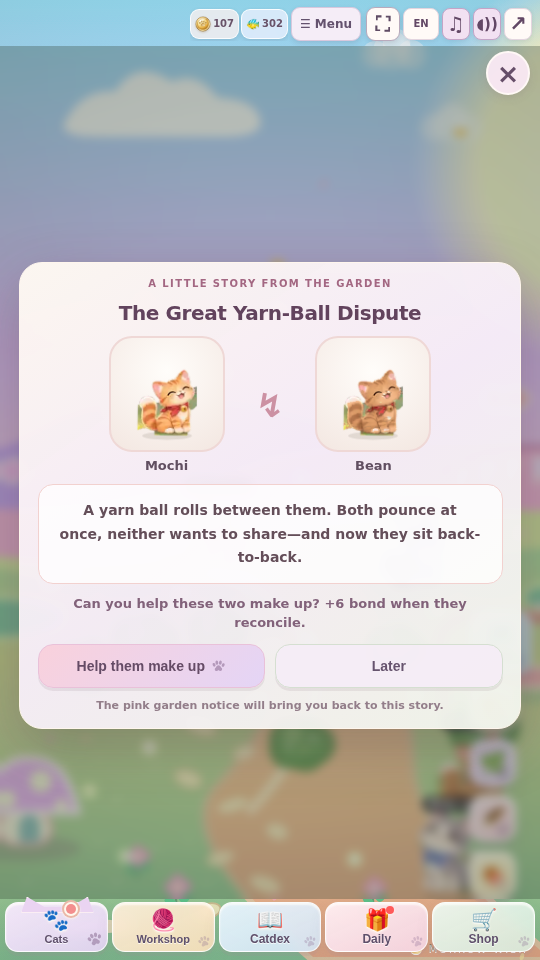 107
302
☰ Menu
EN
A LITTLE STORY FROM THE GARDEN
The Great Yarn-Ball Dispute
Mochi
Bean
A yarn ball rolls between them. Both pounce at
once, neither wants to share—and now they sit back-
to-back.
Can you help these two make up? +6 bond when they
reconcile.
Help them make up
Later
The pink garden notice will bring you back to this story.
Cats
Workshop
Catdex
Daily
Shop